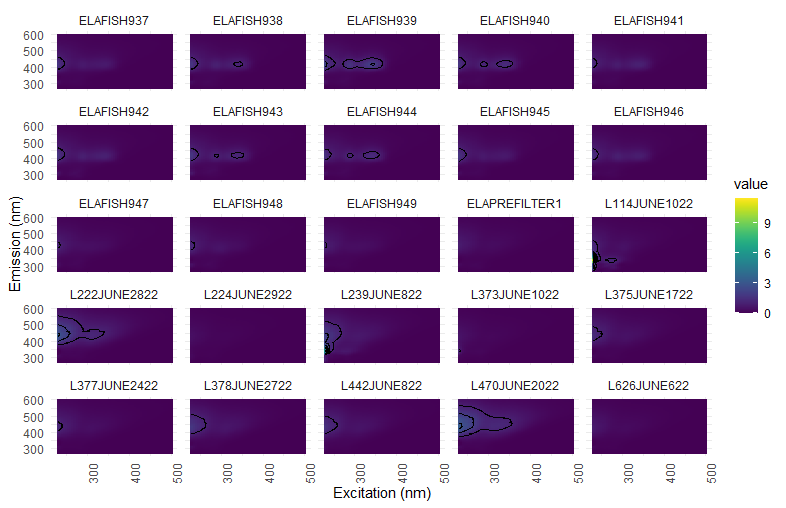 ELAFISH937 ELAFISH938 ELAFISH939 ELAFISH940 ELAFISH941
600
500
400
300
ELAFISH942 ELAFISH943 ELAFISH944 ELAFISH945 ELAFISH946
600
500
400
300
ELAFISH947 ELAFISH948 ELAFISH949 ELAPREFILTER1 L114JUNE1022
600
500
400
300
L222JUNE2822 L224JUNE2922 L239JUNE822 L373JUNE1022 L375JUNE1722
600
500
400
300
L377JUNE2422 L378JUNE2722 L442JUNE822 L470JUNE2022 L626JUNE622
600
500
400
300
300 400 500 300 400 500 300 400 500 300 400 500 300 400 500
Excitation (nm)
Emission (nm)
value
9
6
3
0